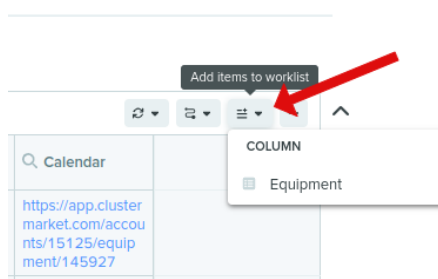 Add items to worklist
COLUMN
Calendar
Equipment
https://app.cluster
market.com/accou
nts/15125/equip
ment/145927